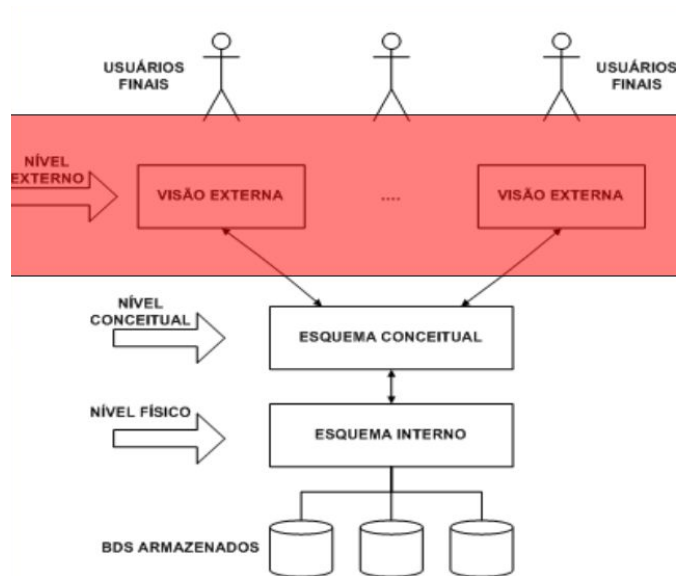 USUÁRIOS
FINAIS
USUÁRIOS
FINAIS
NÍVEL
EXTERNO
VISÃO EXTERNA
....
VISÃO EXTERNA
NÍVEL
CONCEITUAL
ESQUEMA CONCEITUAL
NÍVEL FÍSICO
ESQUEMA INTERNO
BDS ARMAZENADOS